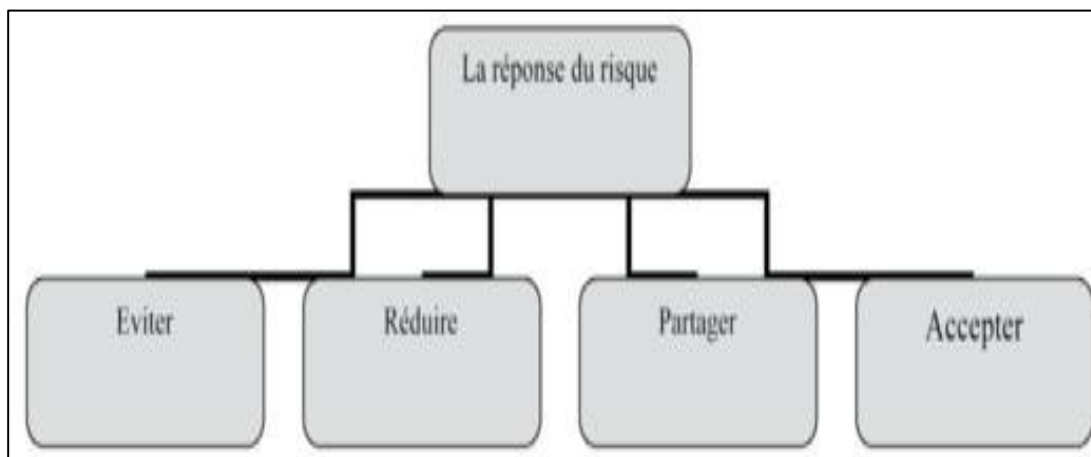 La réponse du risque
Eviter
Réduire
Partager
Accepter